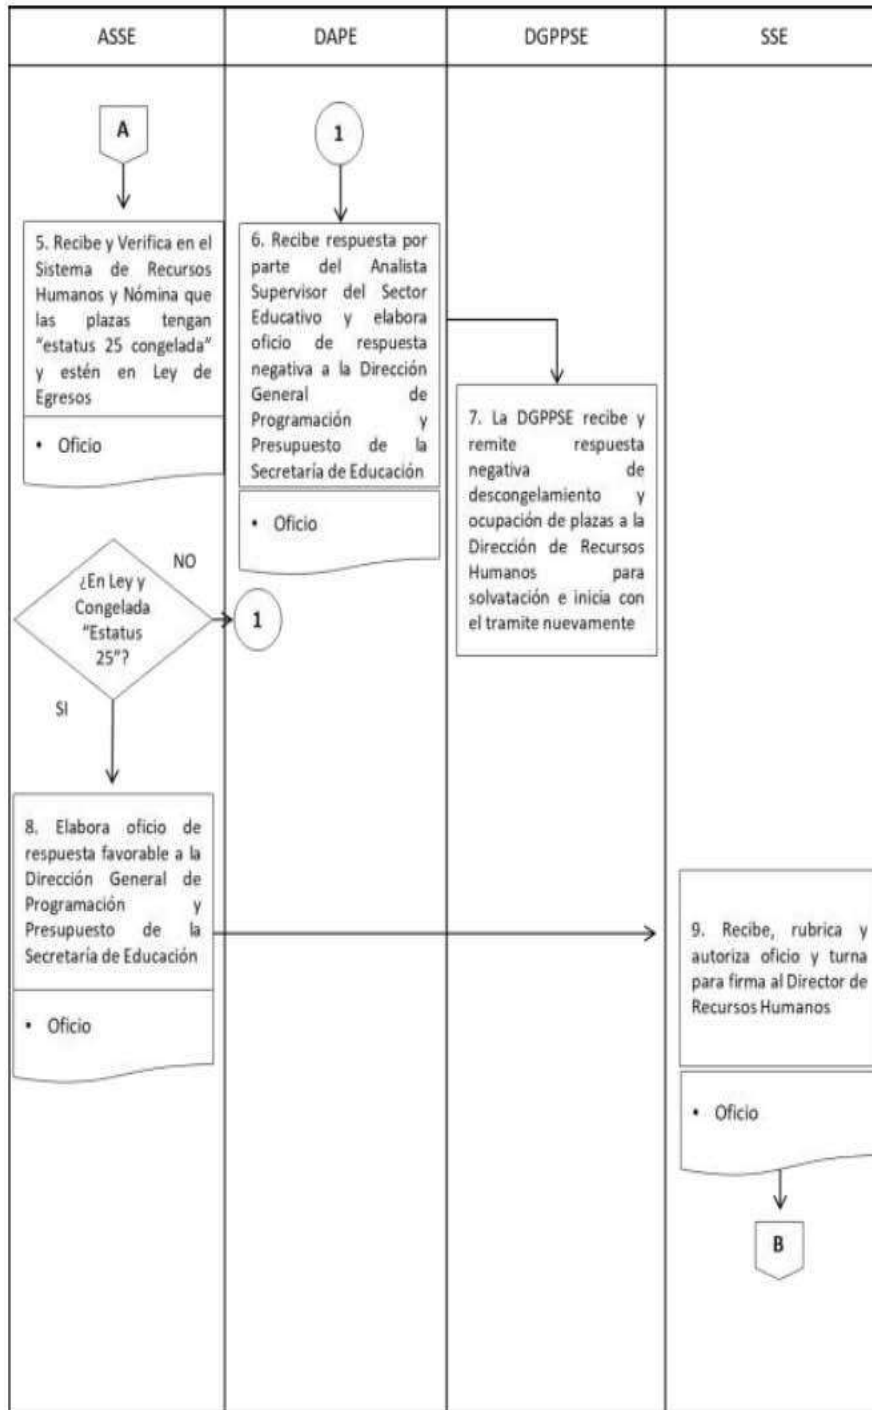 ASSE
DAPE
DGPPSE
SSE
A
5. Recibe y Verifica en el
Sistema de Recursos
Humanos y Nómina que
las plazas tengan
"estatus 25 congelada"
y estén en Ley de
Egresos
• Oficio
¿En Ley y
Congelada
"Estatus
25"?
NO
1
SI
8. Elabora oficio de
respuesta favorable a la
Dirección General de
Programación y
Presupuesto de la
Secretaría de Educación
• Oficio
1
6. Recibe respuesta por
parte del Analista
Supervisor del Sector
Educativo y elabora
oficio de respuesta
negativa a la Dirección
General de
Programación y
Presupuesto de la
Secretaría de Educación
• Oficio
7. La DGPPSE recibe y
remite respuesta
negativa de
descongelamiento y
ocupación de plazas a la
Dirección de Recursos
Humanos para
solvatación e inicia con
el tramite nuevamente
9. Recibe, rubrica y
autoriza oficio y turna
para firma al Director de
Recursos Humanos
• Oficio
B